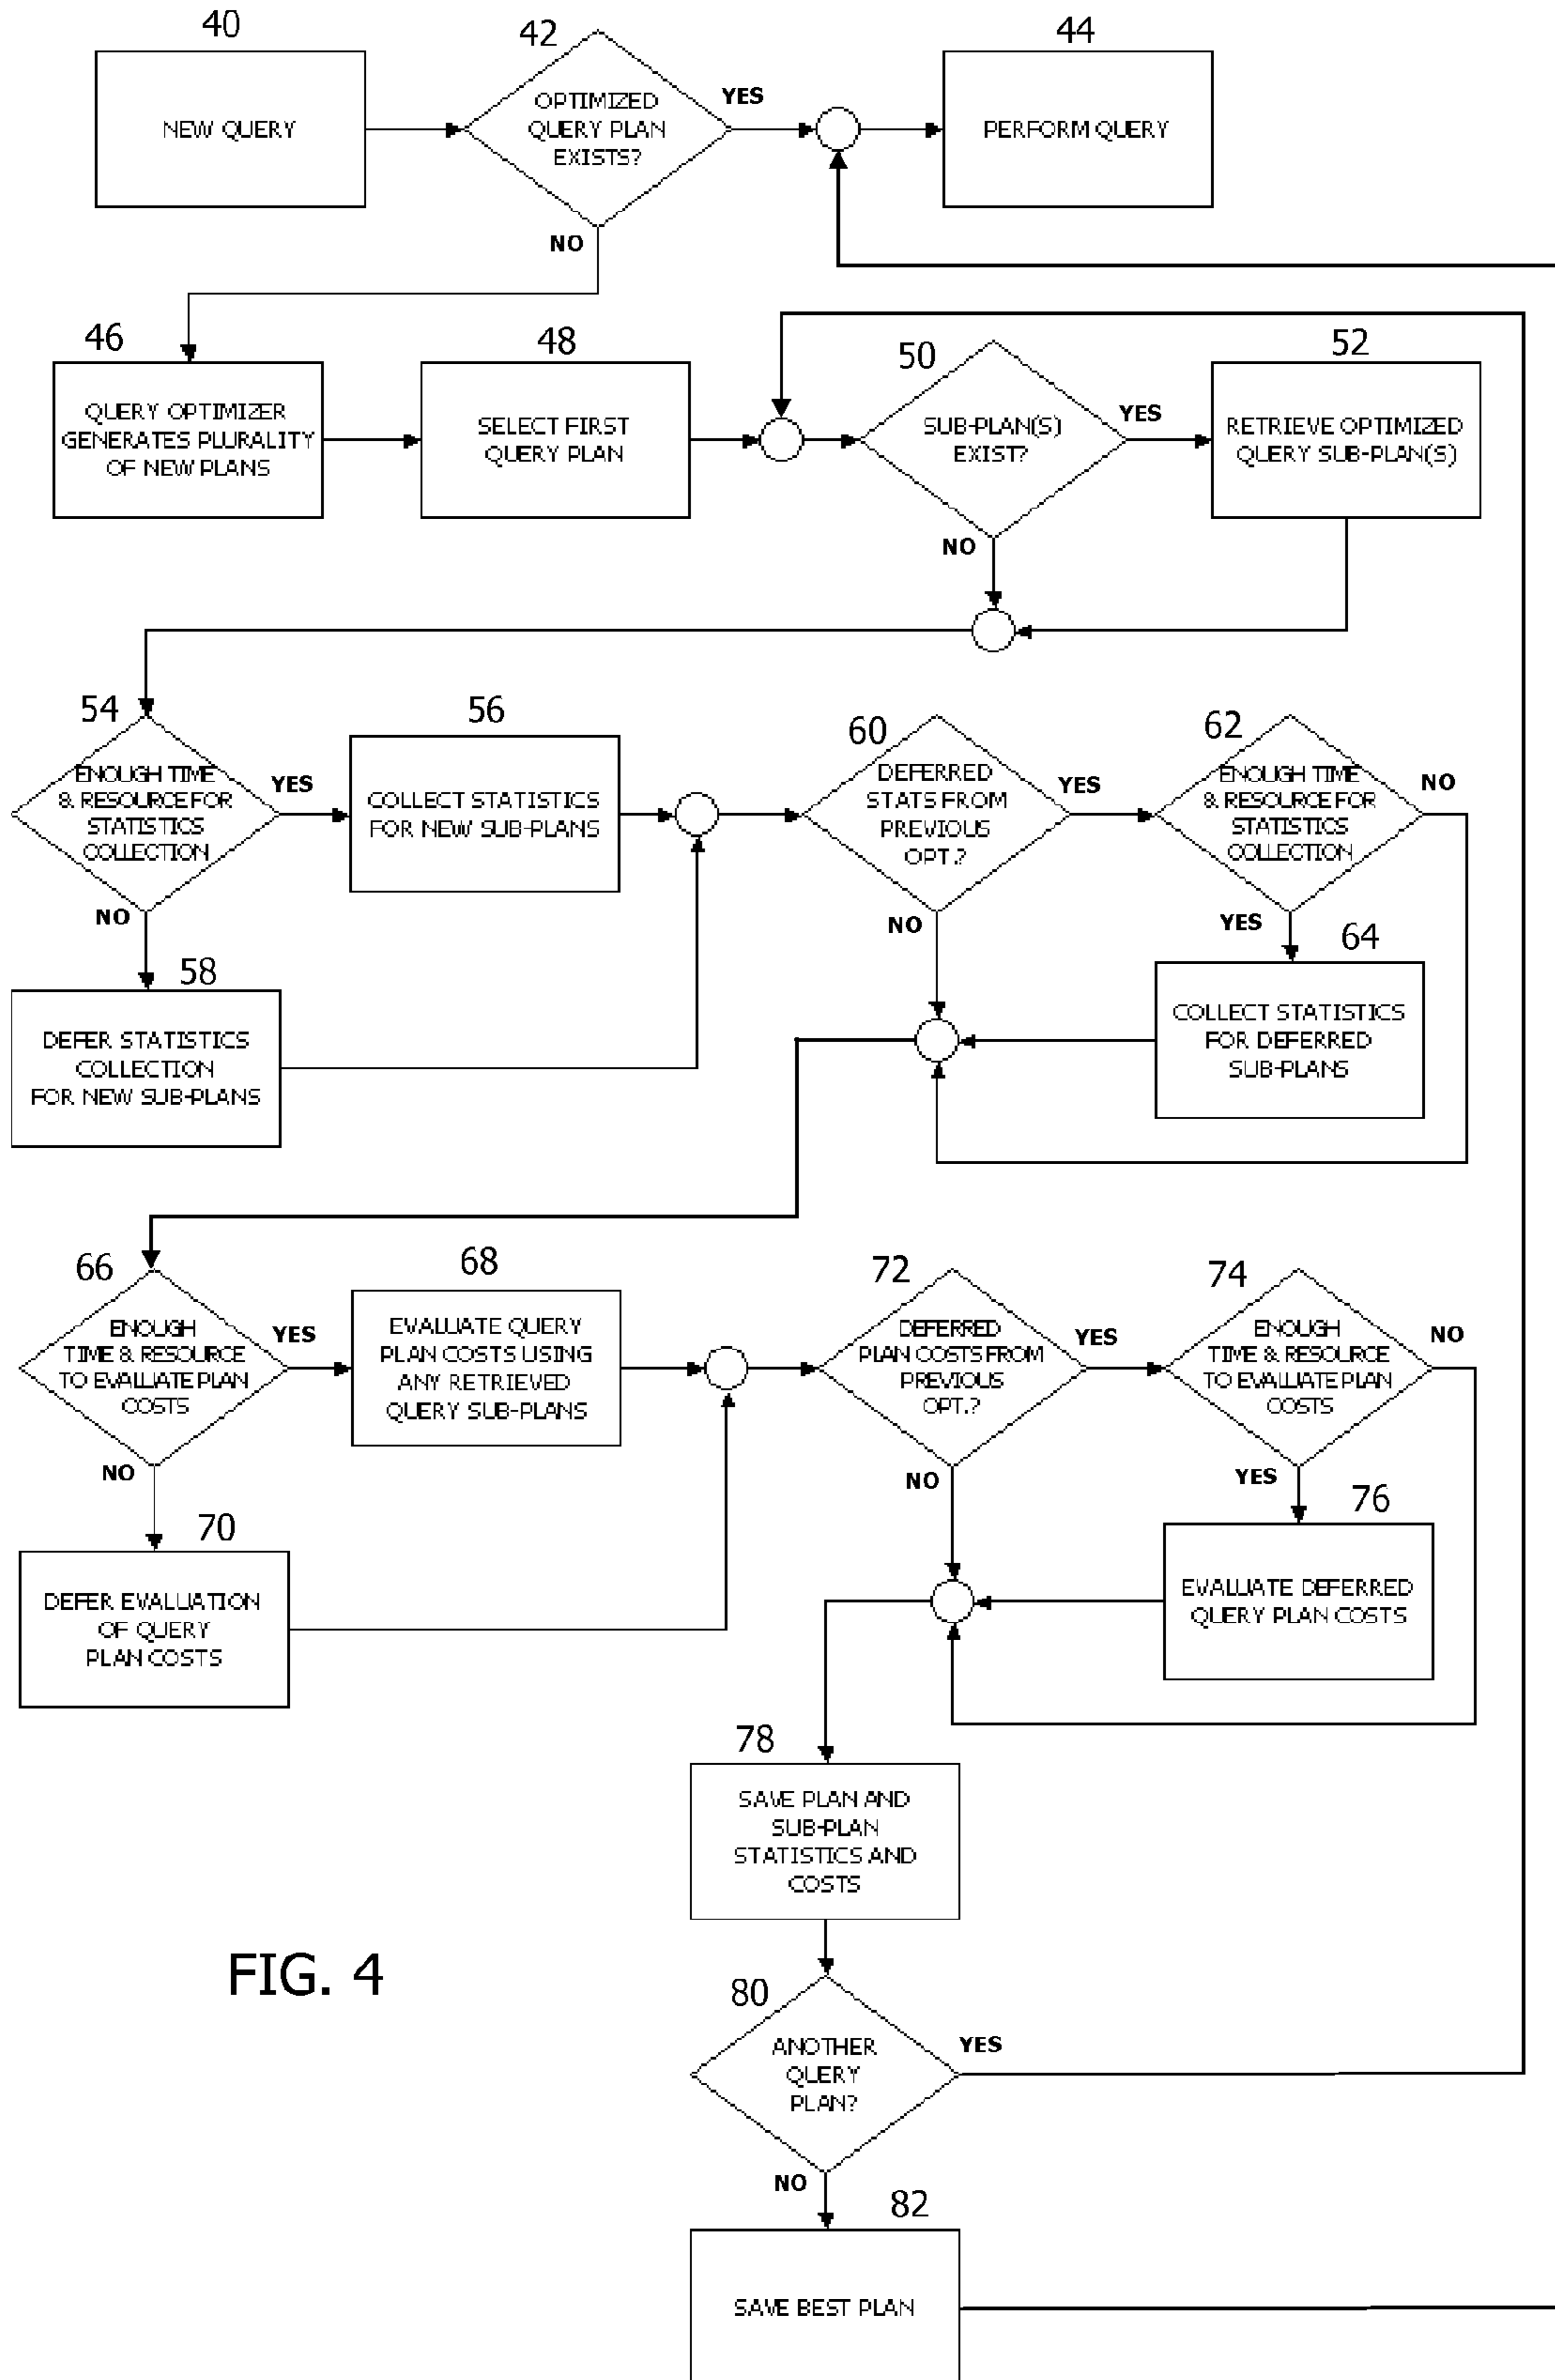 40
NEW QUERY
42
OPTIMIZED
QUERY PLAN
EXISTS?
YES
NO
44
PERFORM QUERY
46
QUERY OPTIMIZER
GENERATES PLURALITY
OF NEW PLANS
48
SELECT FIRST
QUERY PLAN
50
SUB-PLAN(S)
EXIST?
YES
NO
52
RETRIEVE OPTIMIZED
QUERY SUB-PLAN(S)
54
ENOUGH TIME
& RESOURCE FOR
STATISTICS
COLLECTION
YES
NO
56
COLLECT STATISTICS
FOR NEW SUB-PLANS
58
DEFER STATISTICS
COLLECTION
FOR NEW SUB-PLANS
60
DEFERRED
STATS FROM
PREVIOUS
OPT.?
YES
NO
62
ENOUGH TIME
& RESOURCE FOR
STATISTICS
COLLECTION
NO
YES
64
COLLECT STATISTICS
FOR DEFERRED
SUB-PLANS
66
ENOUGH
TIME & RESOURCE
TO EVALUATE PLAN
COSTS
YES
NO
68
EVALUATE QUERY
PLAN COSTS USING
ANY RETRIEVED
QUERY SUB-PLANS
70
DEFER EVALUATION
OF QUERY
PLAN COSTS
72
DEFERRED
PLAN COSTS FROM
PREVIOUS
OPT.?
YES
NO
74
ENOUGH
TIME & RESOURCE
TO EVALUATE PLAN
COSTS
NO
YES
76
EVALUATE DEFERRED
QUERY PLAN COSTS
78
SAVE PLAN AND
SUB-PLAN
STATISTICS AND
COSTS
80
ANOTHER
QUERY
PLAN?
YES
NO
82
SAVE BEST PLAN
FIG. 4